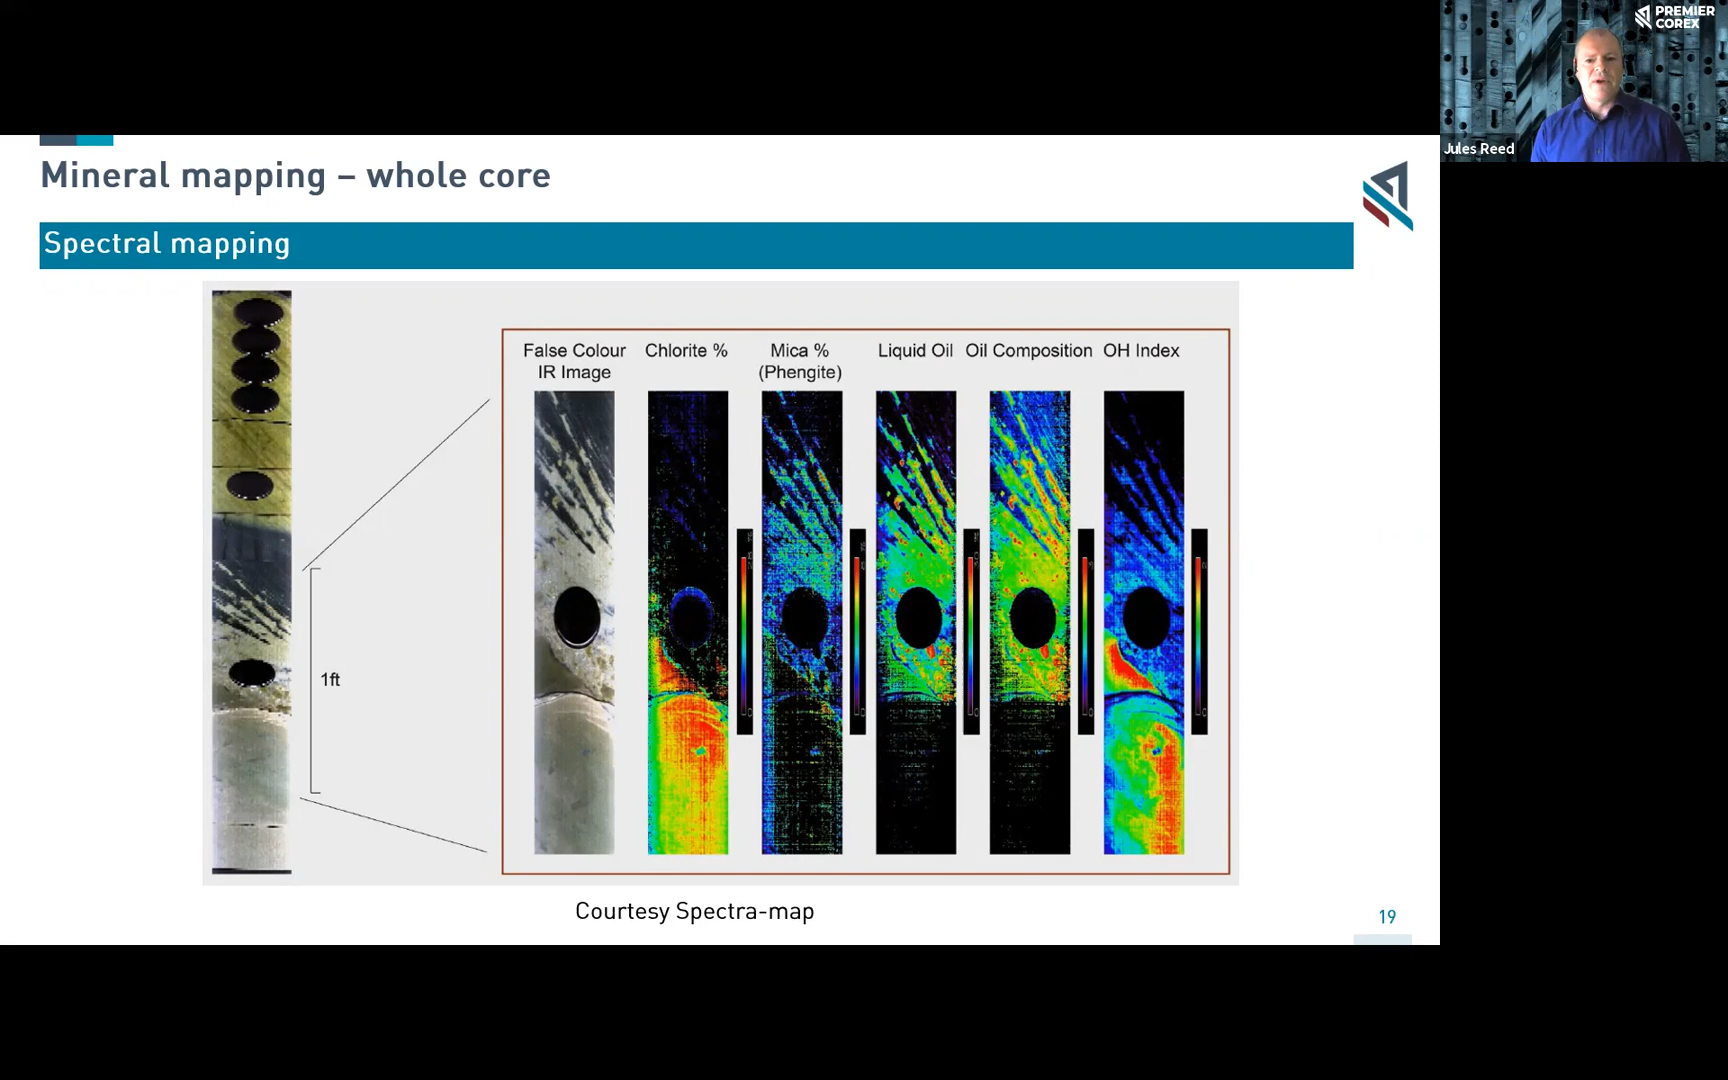 PREMIER
COREX
Jules Reed
Mineral mapping – whole core
Spectral mapping
1ft
False Colour
IR Image
Chlorite %
Mica %
(Phengite)
Liquid Oil
Oil Composition
OH Index
Courtesy Spectra-map
19